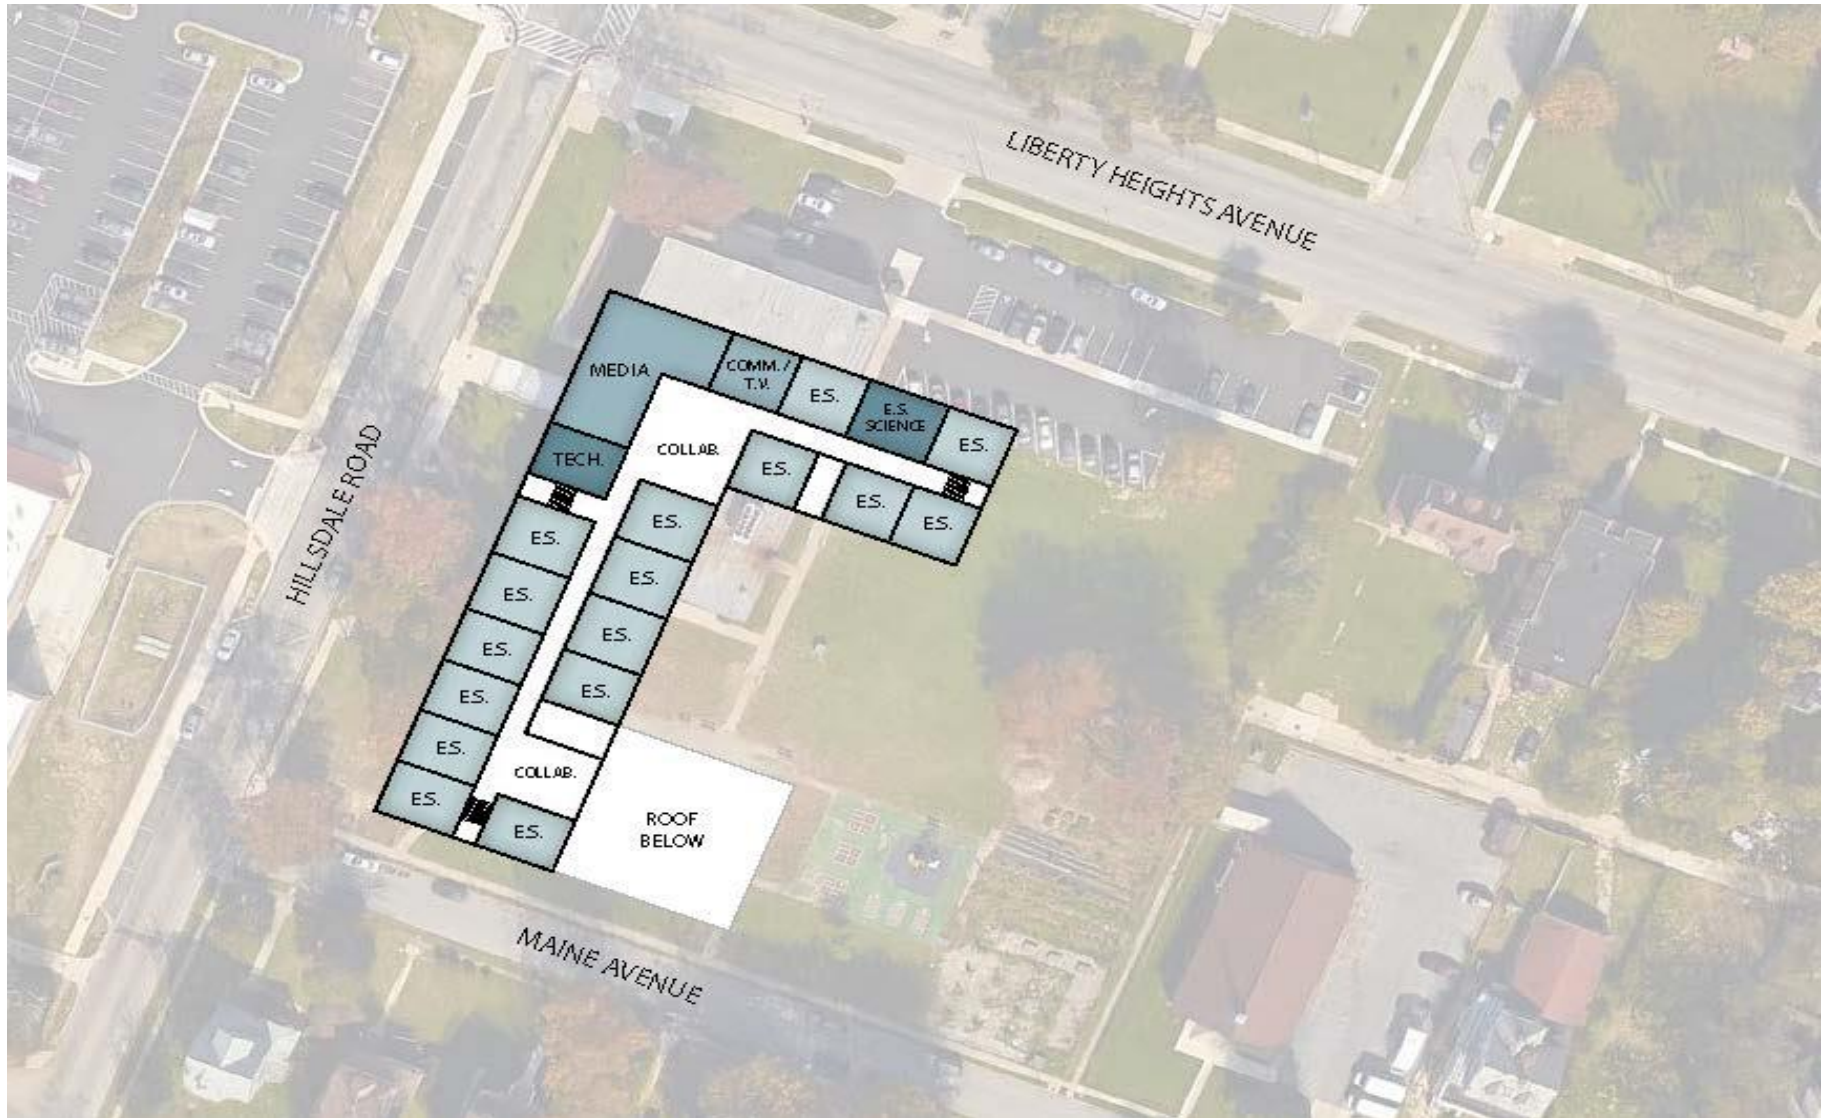 LIBERTY HEIGHTS AVENUE
HILLSDALE ROAD
MEDIA
COMM. /
T.V.
E.S.
E.S.
SCIENCE
E.S.
TECH.
COLLAB.
E.S.
E.S.
E.S.
E.S.
E.S.
E.S.
E.S.
E.S.
E.S.
E.S.
E.S.
E.S.
E.S.
COLLAB.
E.S.
ROOF
BELOW
MAINE AVENUE